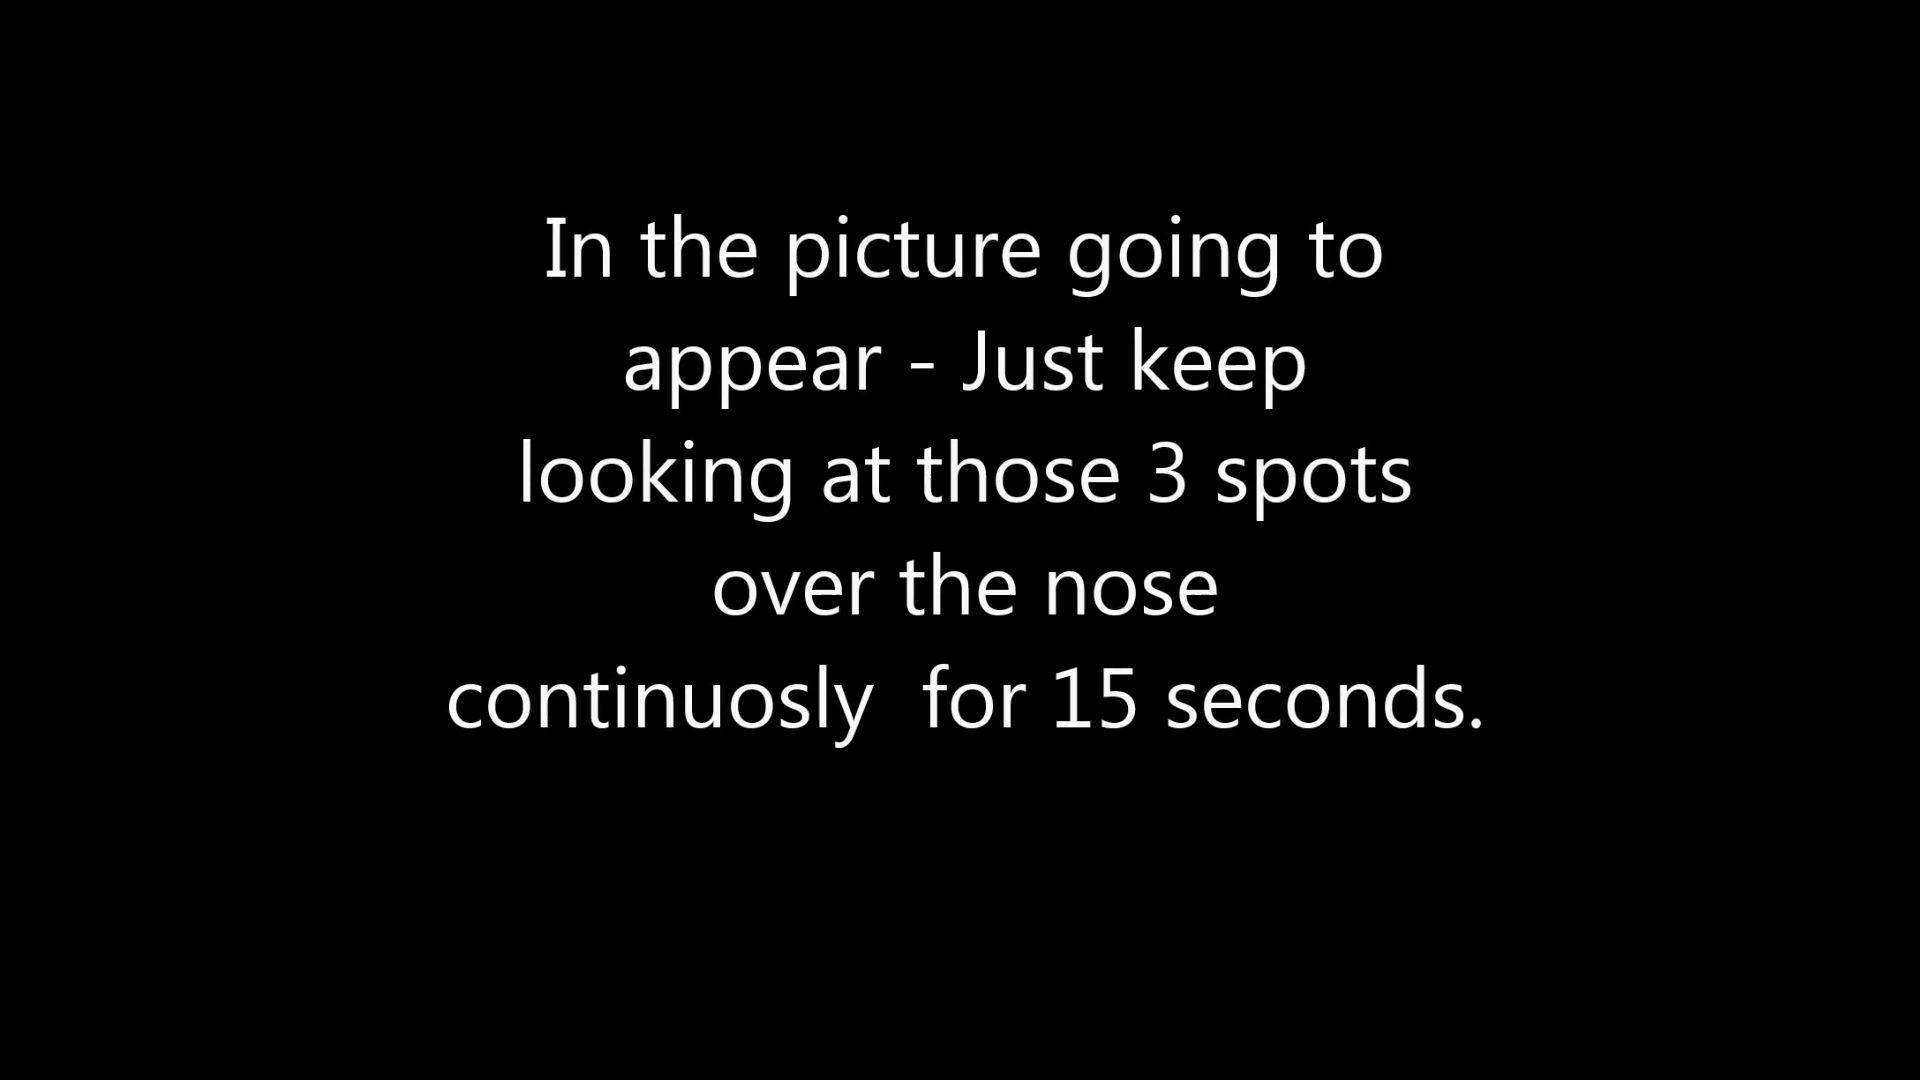 In the picture going to
appear - Just keep
looking at those 3 spots
over the nose
continuosly  for 15 seconds.